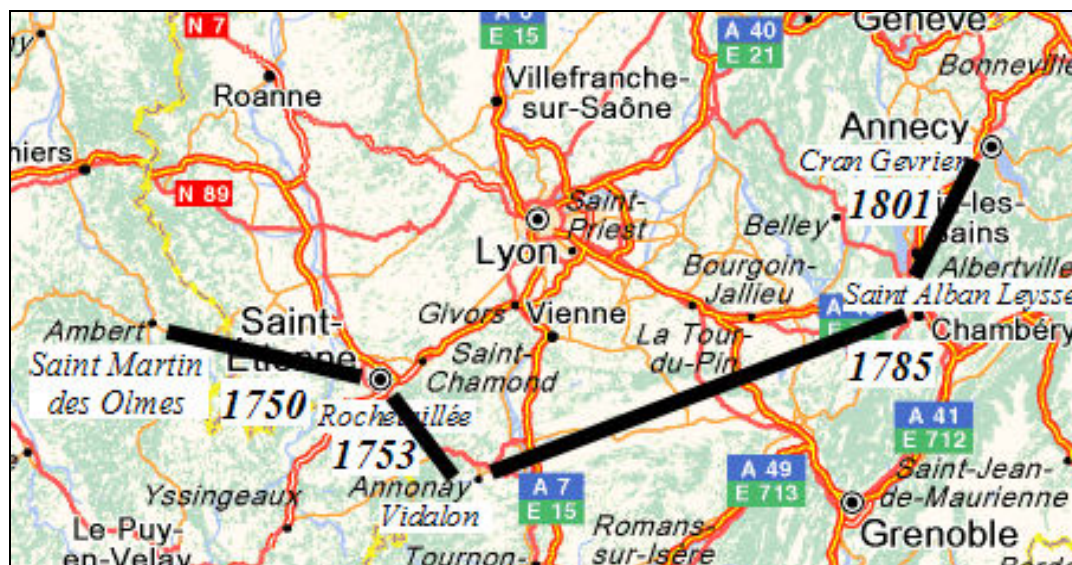 N 7
A 6
E 15
A 40
E 21
Genève
Bonneville
Roanne
Villefranche-
sur-Saône
Annecy
Cran Gevrier
1801
hiers
N 89
Saint-
Priest
Lyon
Belley
Albertville
Bourgoin-
Jallieu
Saint Alban Leysse
Chambéry
1785
Ambert
Saint Martin
des Olmes
Saint-
Étienne
1750
Givors
Vienne
La Tour-
du-Pin
Saint-
Chamond
Rochetaillée
1753
Annonay
Vidalon
A 41
E 712
A 49
E 713
A 7
E 15
Saint-Jean-
de-Maurienne
Yssingeaux
Le Puy-
en-Velay
Tournon-
Romans-
sur-Isère
Grenoble